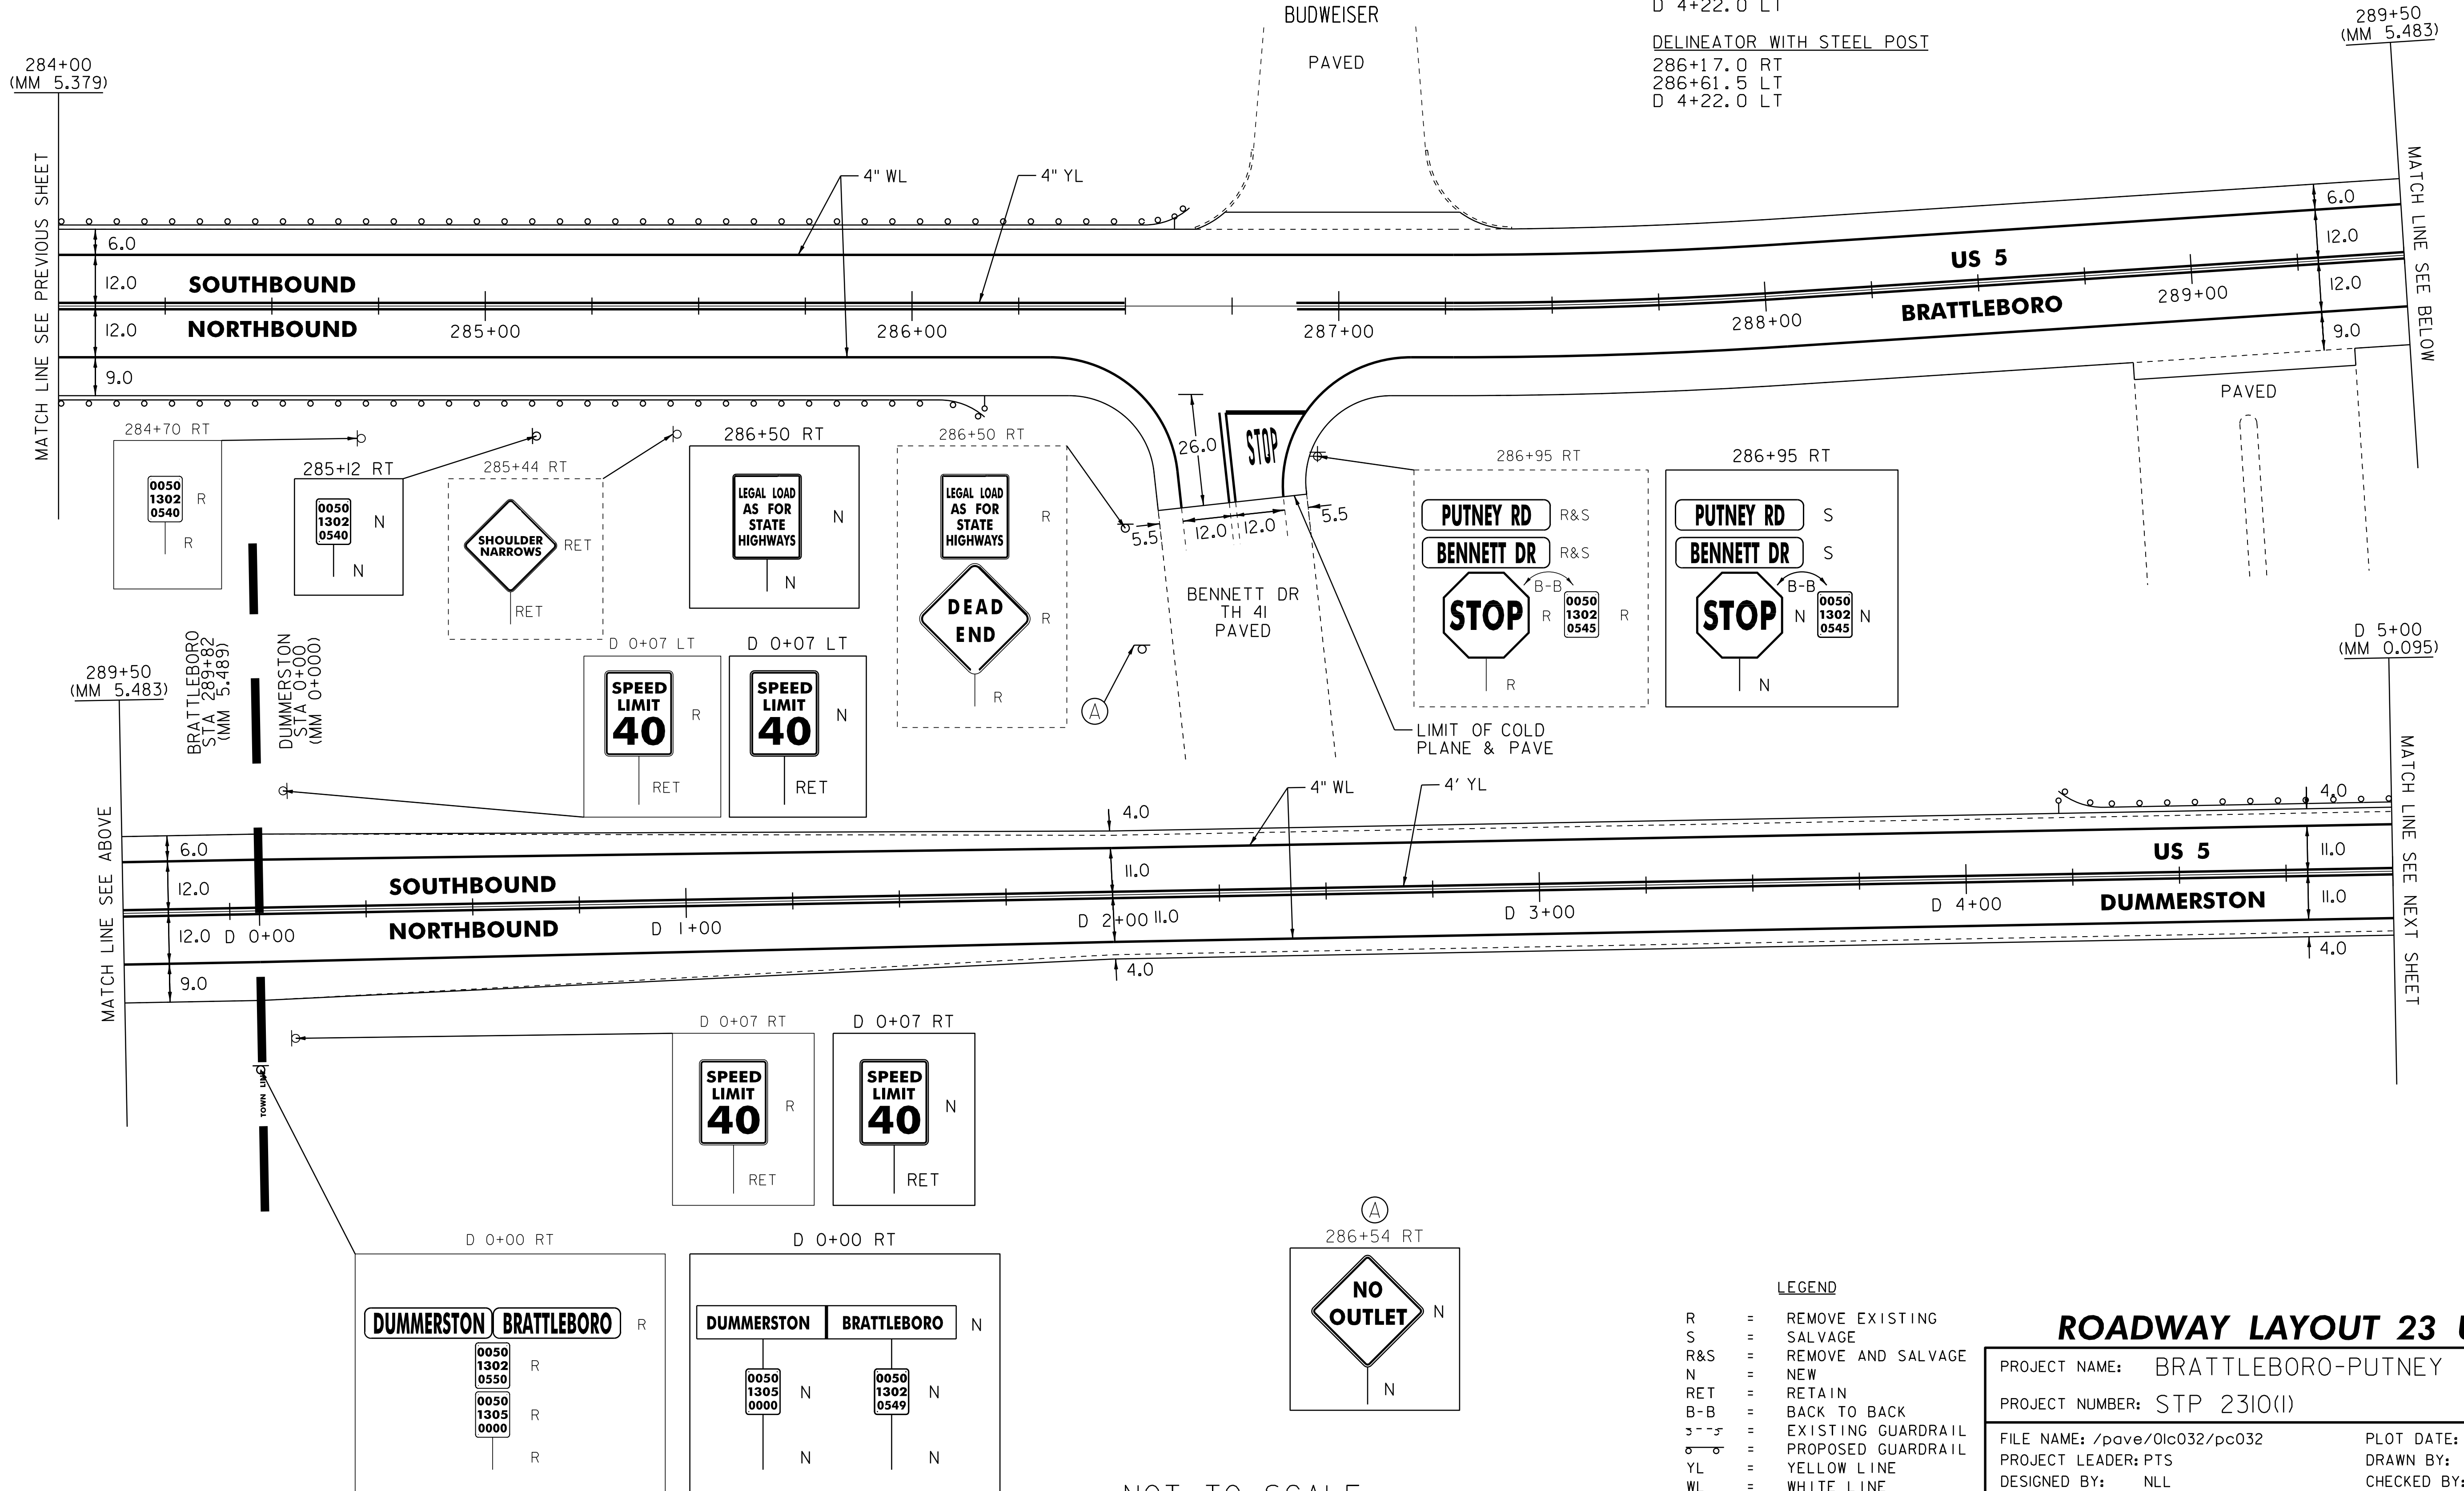 BUDWEISER
PAVED
D 4+22.0 LT
DELINEATOR WITH STEEL POST
286+17.0 RT
286+61.5 LT
D 4+22.0 LT
289+50
(MM 5.483)
284+00
(MM 5.379)
MATCH LINE SEE PREVIOUS SHEET
MATCH LINE SEE BELOW
4" WL
4" YL
6.0
12.0
12.0
9.0
SOUTHBOUND
NORTHBOUND
285+00
286+00
287+00
288+00
289+00
US 5
BRATTLEBORO
6.0
12.0
12.0
9.0
PAVED
284+70 RT
0050
1302
0540
R
R
285+12 RT
0050
1302
0540
N
N
285+44 RT
SHOULDER
NARROWS
RET
RET
286+50 RT
LEGAL LOAD
AS FOR
STATE
HIGHWAYS
N
N
286+50 RT
LEGAL LOAD
AS FOR
STATE
HIGHWAYS
R
DEAD
END
R
R
26.0
STOP
5.5
12.0
12.0
5.5
BENNETT DR
TH 41
PAVED
A
286+95 RT
PUTNEY RD R&S
BENNETT DR R&S
B-B
STOP R
0050
1302
0545
R
R
286+95 RT
PUTNEY RD S
BENNETT DR S
B-B
STOP N
0050
1302
0545
N
N
LIMIT OF COLD
PLANE & PAVE
D 0+07 LT
SPEED
LIMIT
40
R
RET
D 0+07 LT
SPEED
LIMIT
40
N
RET
289+50
(MM 5.483)
BRATTLEBORO
STA 289+82
(MM 5.489)
DUMMERSTON
STA 0+00
(MM 0+000)
D 5+00
(MM 0.095)
MATCH LINE SEE ABOVE
MATCH LINE SEE NEXT SHEET
4" WL
4' YL
6.0
12.0
12.0
9.0
SOUTHBOUND
NORTHBOUND
D 0+00
D 1+00
D 2+00
D 3+00
D 4+00
4.0
11.0
11.0
4.0
US 5
DUMMERSTON
4.0
11.0
11.0
4.0
TOWN LINE
D 0+07 RT
SPEED
LIMIT
40
R
RET
D 0+07 RT
SPEED
LIMIT
40
N
RET
D 0+00 RT
DUMMERSTON BRATTLEBORO R
0050
1302
0550
R
0050
1305
0000
R
R
D 0+00 RT
DUMMERSTON BRATTLEBORO N
0050
1305
0000
N
0050
1302
0549
N
N
N
A
286+54 RT
NO
OUTLET
N
N
NOT TO SCALE
LEGEND
R = REMOVE EXISTING
S = SALVAGE
R&S = REMOVE AND SALVAGE
N = NEW
RET = RETAIN
B-B = BACK TO BACK
= EXISTING GUARDRAIL
= PROPOSED GUARDRAIL
YL = YELLOW LINE
WL = WHITE LINE
ROADWAY LAYOUT 23 U
PROJECT NAME: BRATTLEBORO-PUTNEY
PROJECT NUMBER: STP 2310(1)
FILE NAME: /pave/01c032/pc032
PLOT DATE:
PROJECT LEADER: PTS
DRAWN BY:
DESIGNED BY: NLL
CHECKED BY: